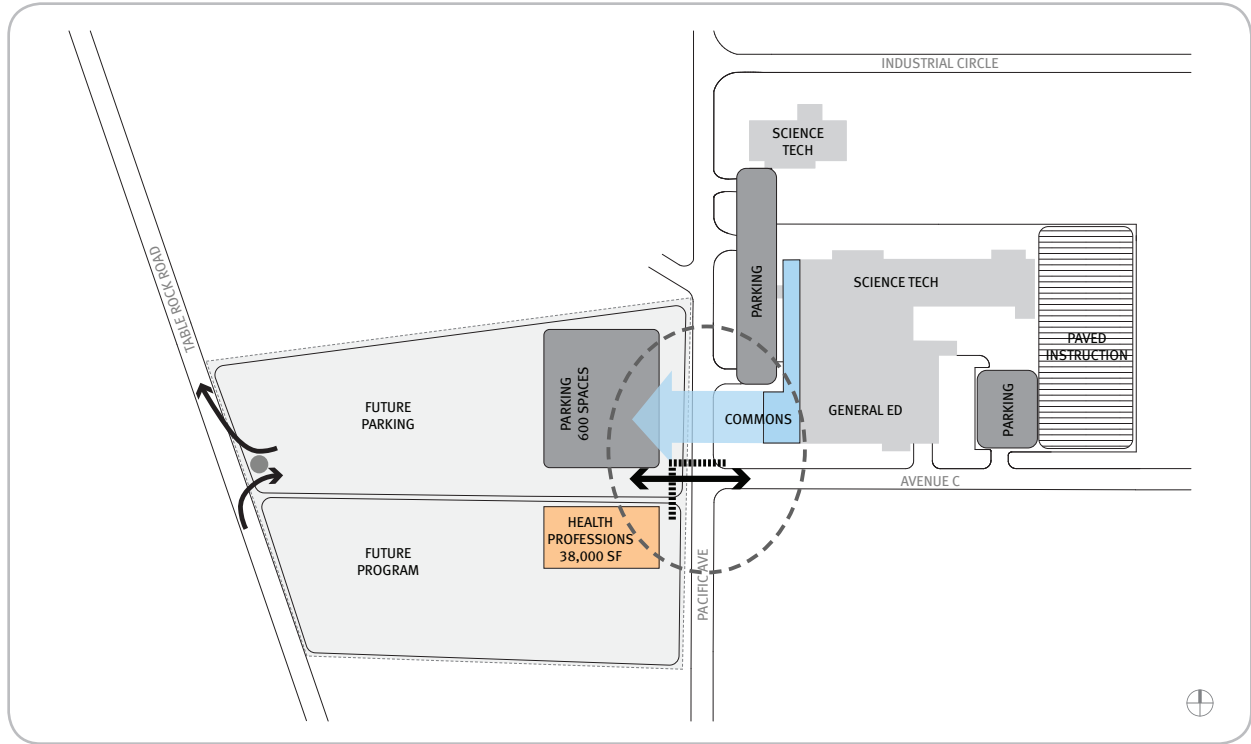 INDUSTRIAL CIRCLE
SCIENCE
TECH
TABLE ROCK ROAD
PARKING
SCIENCE TECH
PAVED
INSTRUCTION
PARKING
600 SPACES
FUTURE
PARKING
COMMONS
GENERAL ED
PARKING
AVENUE C
HEALTH
PROFESSIONS
38,000 SF
FUTURE
PROGRAM
PACIFIC AVE